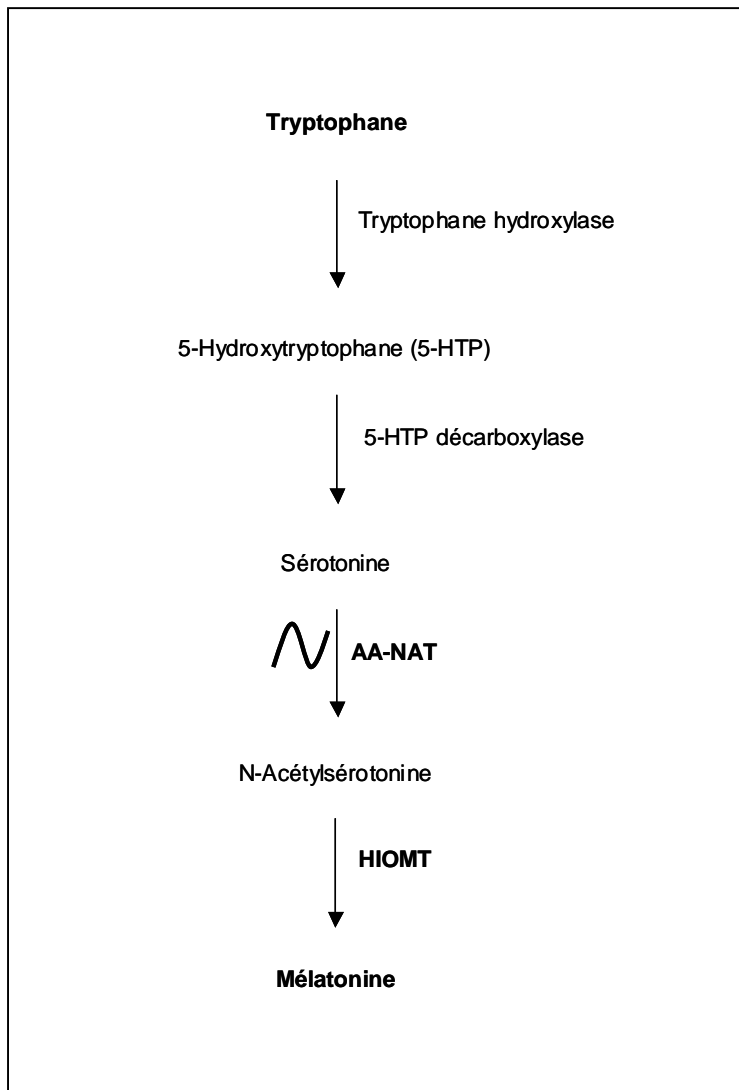 Tryptophane
Tryptophane hydroxylase
5-Hydroxytryptophane (5-HTP)
5-HTP décarboxylase
Sérotonine
AA-NAT
N-Acétylsérotonine
HIOMT
Mélatonine